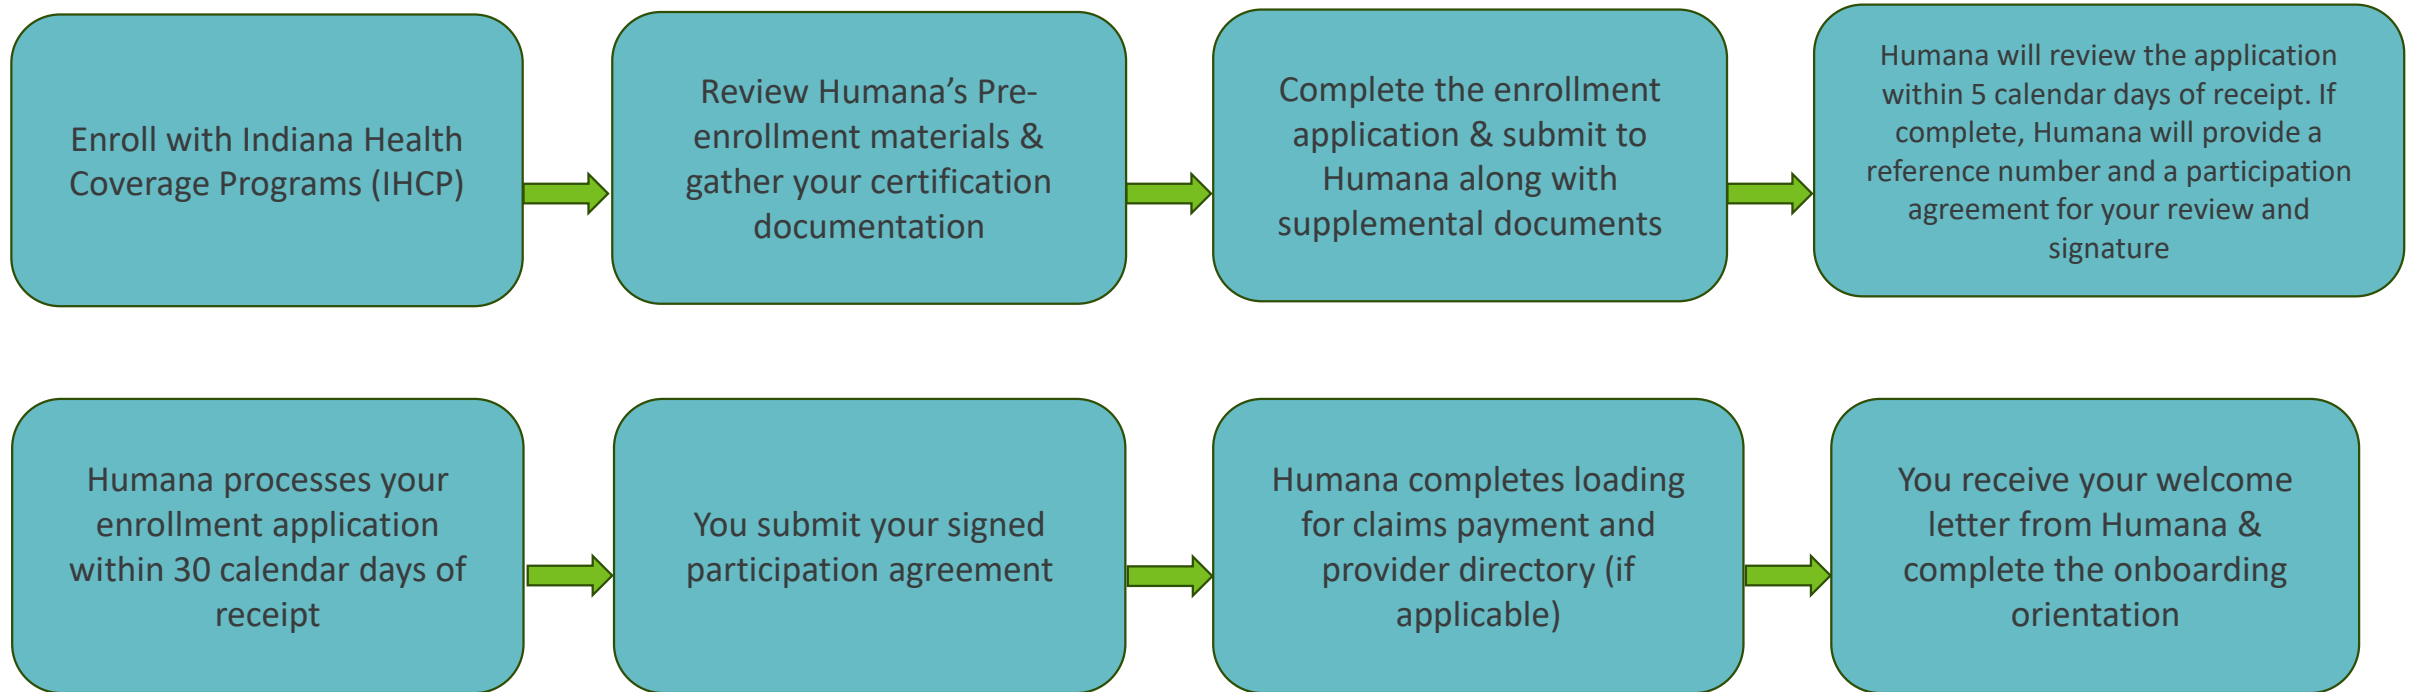 Enroll with Indiana Health
Coverage Programs (IHCP)
Review Humana’s Pre-
enrollment materials &
gather your certification
documentation
Complete the enrollment
application & submit to
Humana along with
supplemental documents
Humana will review the application
within 5 calendar days of receipt. If
complete, Humana will provide a
reference number and a participation
agreement for your review and
signature
Humana processes your
enrollment application
within 30 calendar days of
receipt
You submit your signed
participation agreement
Humana completes loading
for claims payment and
provider directory (if
applicable)
You receive your welcome
letter from Humana &
complete the onboarding
orientation